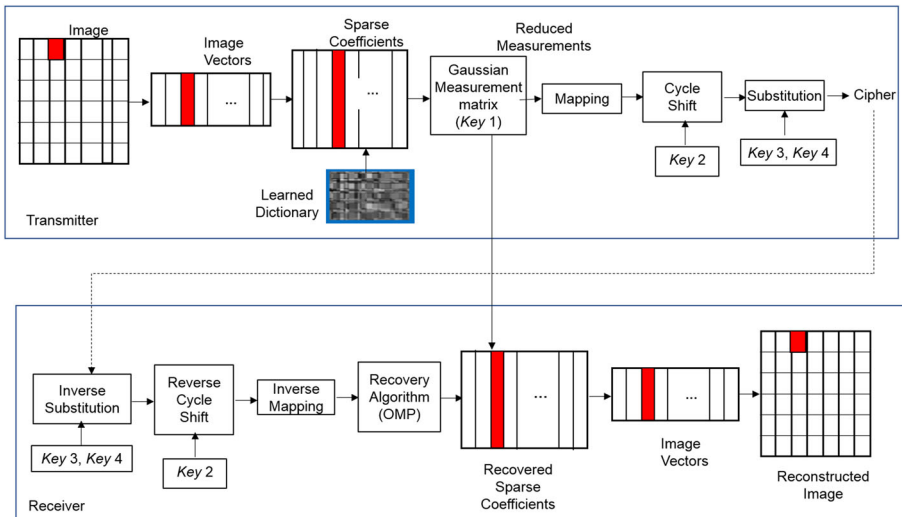 Image
Image
Vectors
...
Sparse
Coefficients
...
Learned
Dictionary
Reduced
Measurements
Gaussian
Measurement
matrix
(Key 1)
Mapping
Cycle
Shift
Key 2
Substitution
Key 3, Key 4
Cipher
Transmitter
Inverse
Substitution
Key 3, Key 4
Reverse
Cycle
Shift
Key 2
Inverse
Mapping
Recovery
Algorithm
(OMP)
...
Recovered
Sparse
Coefficients
...
Image
Vectors
Reconstructed
Image
Receiver